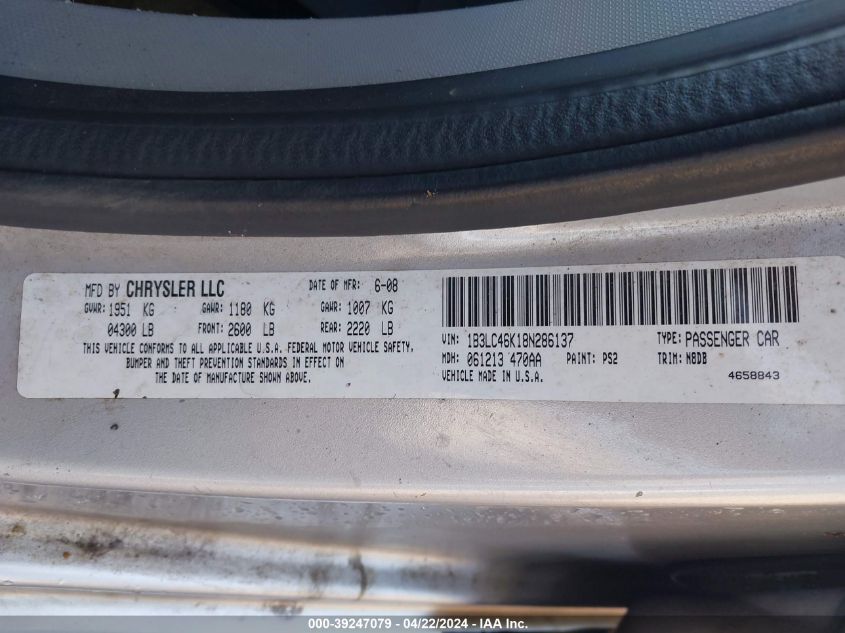 MFD BY CHRYSLER LLC DATE OF MFR: 6-08
GVWR: 1951 KG GAWR: 1180 KG GAWR: 1007 KG
04300 LB FRONT: 2600 LB REAR: 2220 LB
THIS VEHICLE CONFORMS TO ALL APPLICABLE U.S.A. FEDERAL MOTOR VEHICLE SAFETY,
BUMPER AND THEFT PREVENTION STANDARDS IN EFFECT ON
THE DATE OF MANUFACTURE SHOWN ABOVE.
VIN: 1B3LC46K18N286137 TYPE: PASSENGER CAR
MDH: 061213 470AA PAINT: PS2 TRIM: N8DB
VEHICLE MADE IN U.S.A. 4658843
000-39247079 - 04/22/2024 - IAA Inc.